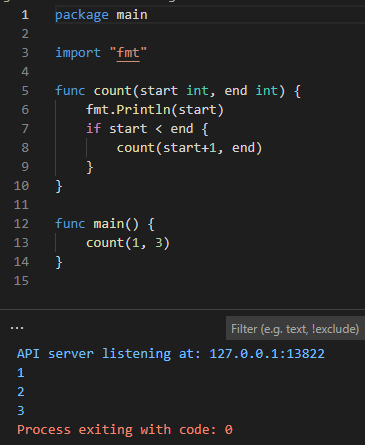 1 package main
2
3 import "fmt"
4
5 func count(start int, end int) {
6 fmt.Println(start)
7 if start < end {
8 count(start+1, end)
9 }
10 }
11
12 func main() {
13 count(1, 3)
14 }
15
... Filter (e.g. text, !exclude)
API server listening at: 127.0.0.1:13822
1
2
3
Process exiting with code: 0